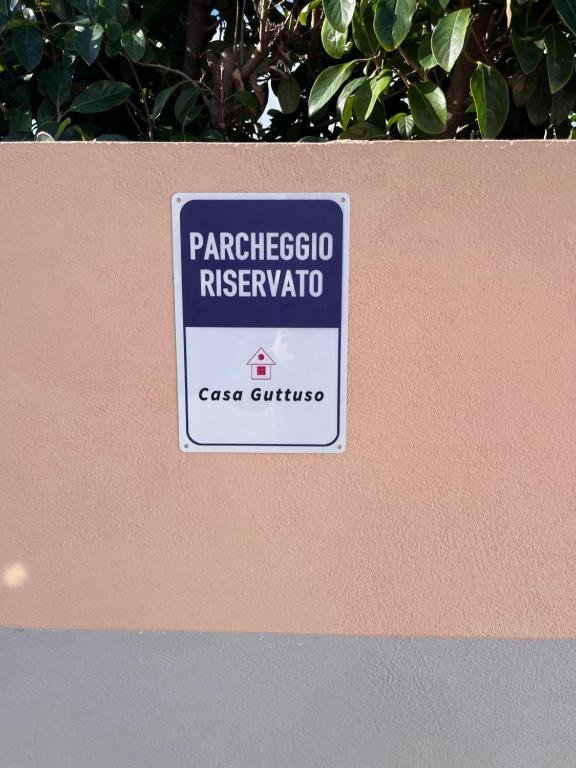 PARCHEGGIO
RISERVATO
Casa Guttuso